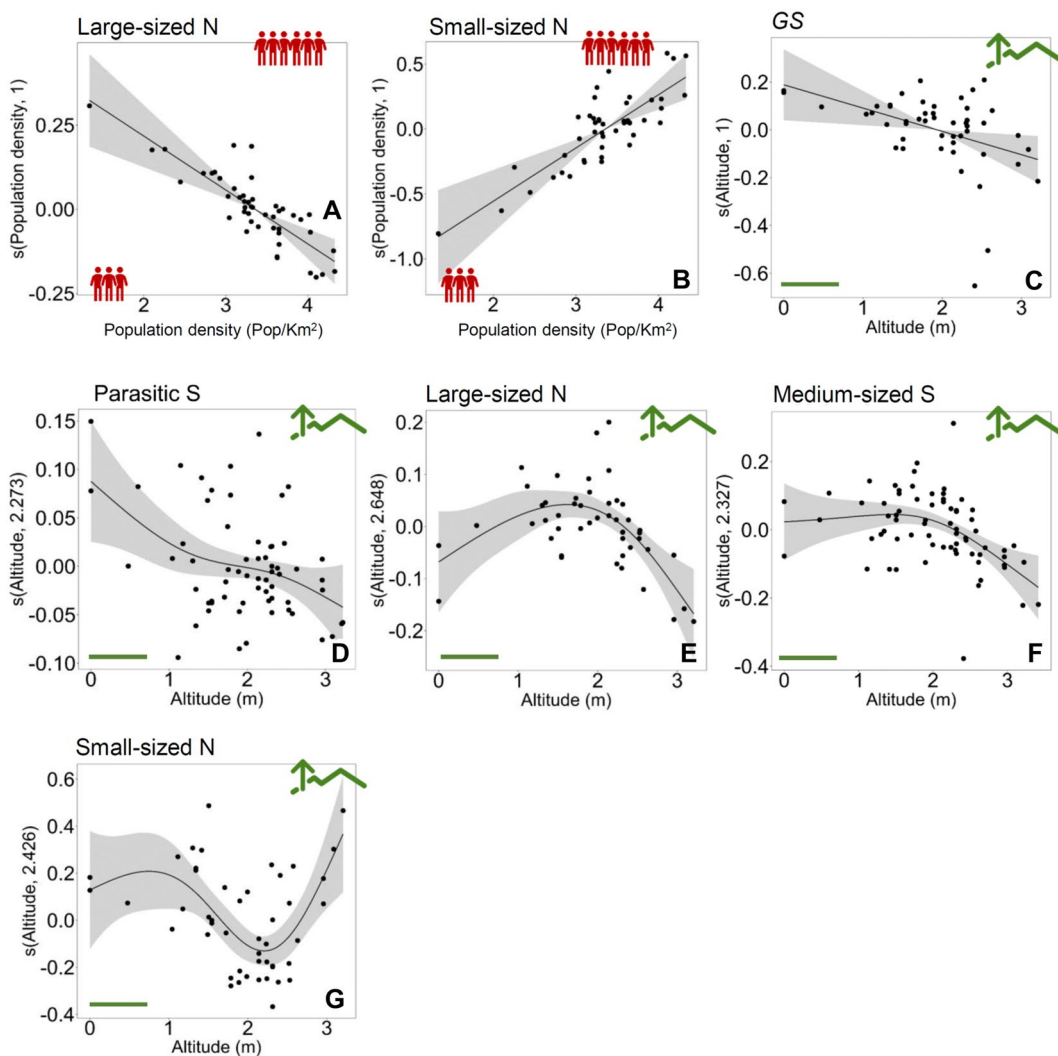 Large-sized N
s(Population density, 1)
0.25
0.00
-0.25
2
3
4
Population density (Pop/Km²)
A
Small-sized N
s(Population density, 1)
0.5
0.0
-0.5
-1.0
2
3
4
Population density (Pop/Km²)
B
GS
s(Altitude, 1)
0.2
0.0
-0.2
-0.4
-0.6
0
1
2
3
Altitude (m)
C
Parasitic S
s(Altitude, 2.273)
0.15
0.10
0.05
0.00
-0.05
-0.10
0
1
2
3
Altitude (m)
D
Large-sized N
s(Altitude, 2.648)
0.2
0.1
0.0
-0.1
-0.2
0
1
2
3
Altitude (m)
E
Medium-sized S
s(Altitude, 2.327)
0.4
0.2
0.0
-0.2
-0.4
0
1
2
3
Altitude (m)
F
Small-sized N
s(Altitude, 2.426)
0.6
0.4
0.2
0.0
-0.2
-0.4
0
1
2
3
Altitude (m)
G